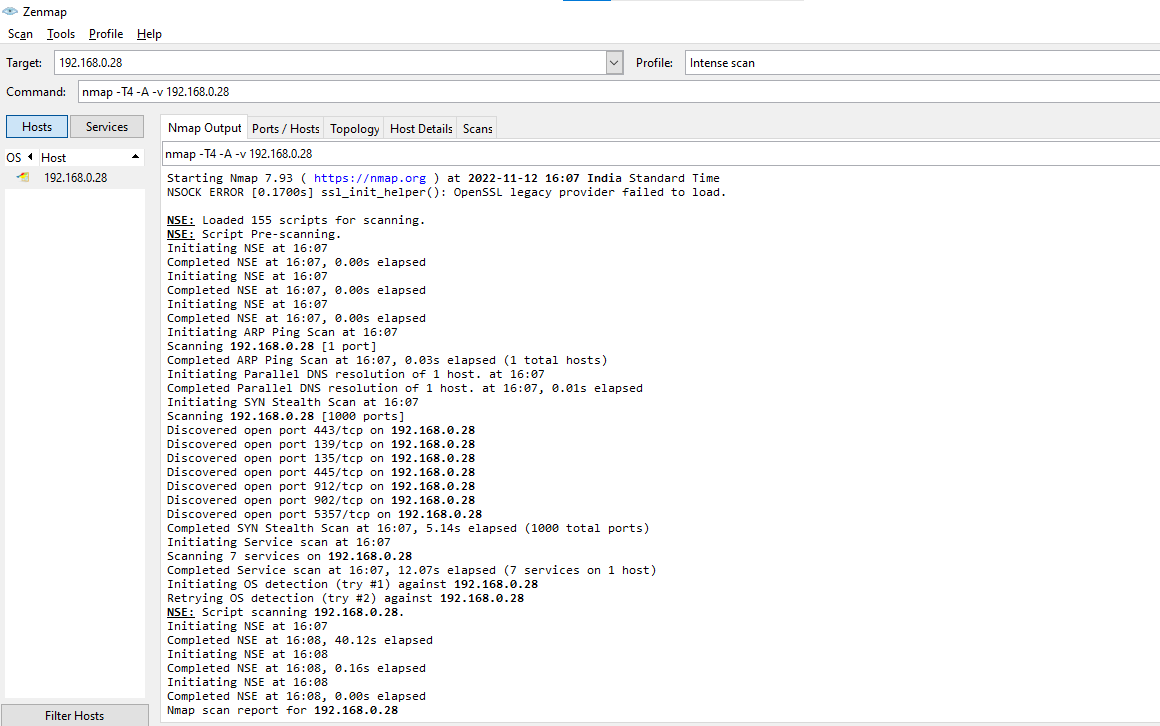 Zenmap
Scan Tools Profile Help
Target: 192.168.0.28 Profile: Intense scan
Command: nmap -T4 -A -v 192.168.0.28
Hosts Services
OS Host
192.168.0.28
Nmap Output Ports / Hosts Topology Host Details Scans
nmap -T4 -A -v 192.168.0.28
Starting Nmap 7.93 ( https://nmap.org ) at 2022-11-12 16:07 India Standard Time
NSOCK ERROR [0.1700s] ssl_init_helper(): OpenSSL legacy provider failed to load.
NSE: Loaded 155 scripts for scanning.
NSE: Script Pre-scanning.
Initiating NSE at 16:07
Completed NSE at 16:07, 0.00s elapsed
Initiating NSE at 16:07
Completed NSE at 16:07, 0.00s elapsed
Initiating NSE at 16:07
Completed NSE at 16:07, 0.00s elapsed
Initiating ARP Ping Scan at 16:07
Scanning 192.168.0.28 [1 port]
Completed ARP Ping Scan at 16:07, 0.03s elapsed (1 total hosts)
Initiating Parallel DNS resolution of 1 host. at 16:07
Completed Parallel DNS resolution of 1 host. at 16:07, 0.01s elapsed
Initiating SYN Stealth Scan at 16:07
Scanning 192.168.0.28 [1000 ports]
Discovered open port 443/tcp on 192.168.0.28
Discovered open port 139/tcp on 192.168.0.28
Discovered open port 135/tcp on 192.168.0.28
Discovered open port 445/tcp on 192.168.0.28
Discovered open port 912/tcp on 192.168.0.28
Discovered open port 902/tcp on 192.168.0.28
Discovered open port 5357/tcp on 192.168.0.28
Completed SYN Stealth Scan at 16:07, 5.14s elapsed (1000 total ports)
Initiating Service scan at 16:07
Scanning 7 services on 192.168.0.28
Completed Service scan at 16:07, 12.07s elapsed (7 services on 1 host)
Initiating OS detection (try #1) against 192.168.0.28
Retrying OS detection (try #2) against 192.168.0.28
NSE: Script scanning 192.168.0.28.
Initiating NSE at 16:07
Completed NSE at 16:08, 40.12s elapsed
Initiating NSE at 16:08
Completed NSE at 16:08, 0.16s elapsed
Initiating NSE at 16:08
Completed NSE at 16:08, 0.00s elapsed
Nmap scan report for 192.168.0.28
Filter Hosts